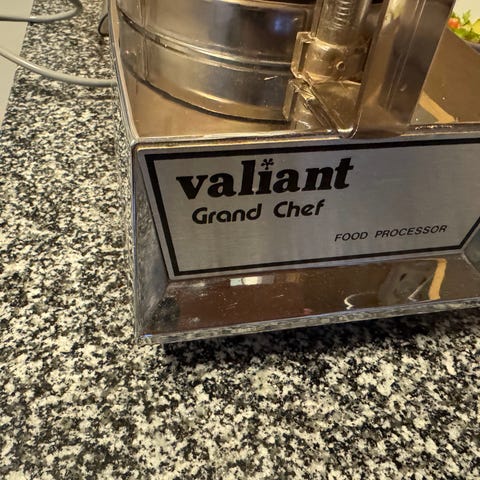 valiant
Grand Chef
FOOD PROCESSOR